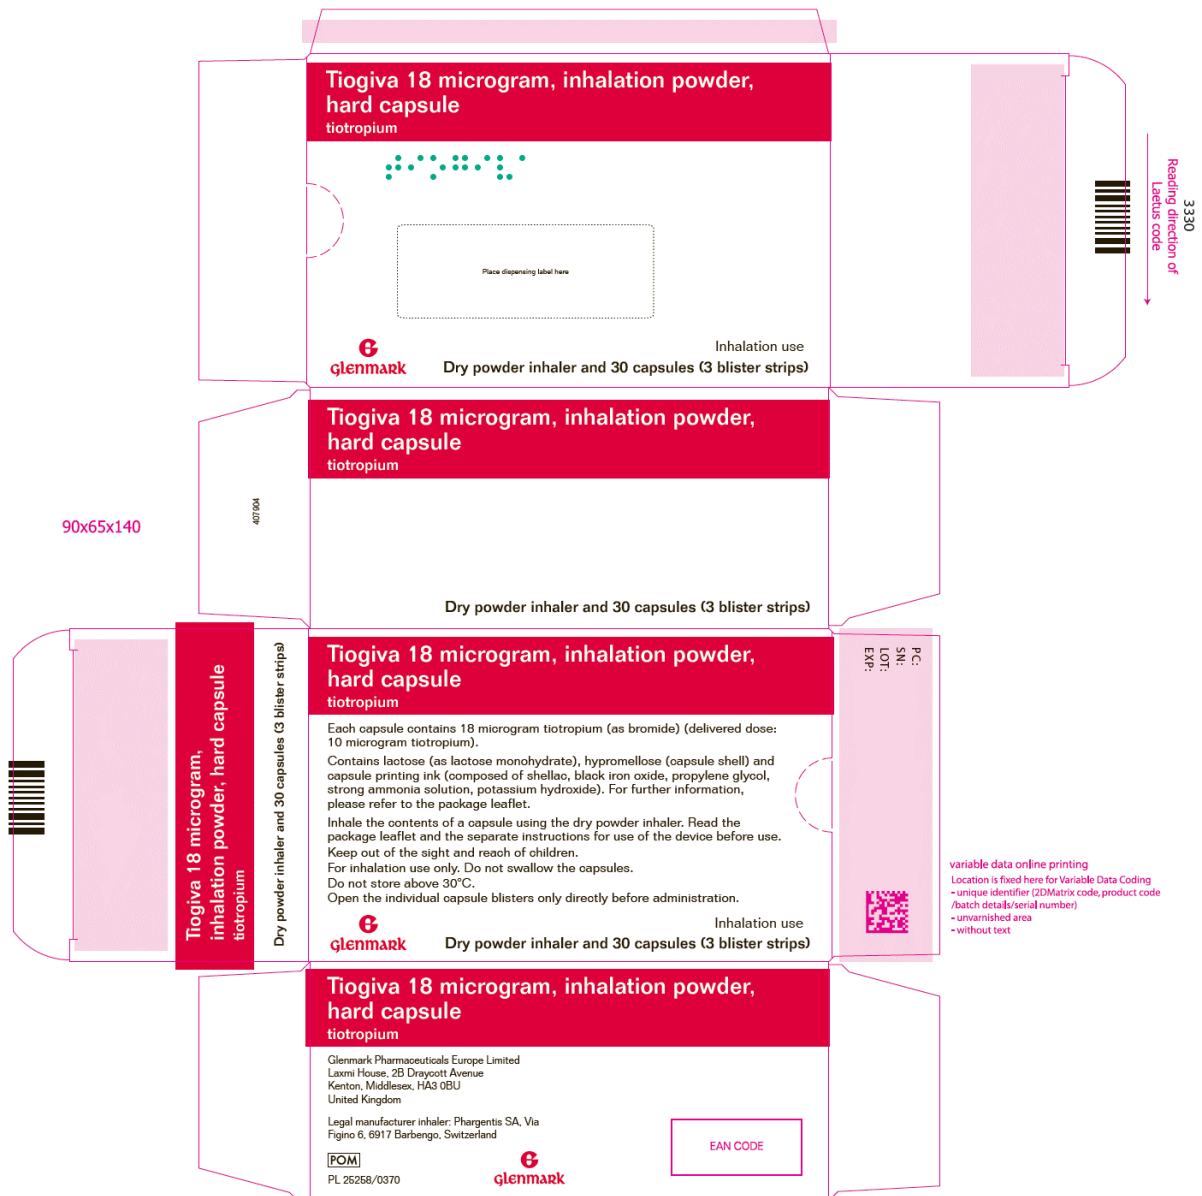 Tiogiva 18 microgram, inhalation powder,
hard capsule
tiotropium
Place dispensing label here
Inhalation use
glenmark
Dry powder inhaler and 30 capsules (3 blister strips)
3330
Reading direction of
Laetus code
Tiogiva 18 microgram, inhalation powder,
hard capsule
tiotropium
407904
90x65x140
Dry powder inhaler and 30 capsules (3 blister strips)
Tiogiva 18 microgram,
inhalation powder, hard capsule
tiotropium
Dry powder inhaler and 30 capsules (3 blister strips)
Tiogiva 18 microgram, inhalation powder,
hard capsule
tiotropium
Each capsule contains 18 microgram tiotropium (as bromide) (delivered dose:
10 microgram tiotropium).
Contains lactose (as lactose monohydrate), hypromellose (capsule shell) and
capsule printing ink (composed of shellac, black iron oxide, propylene glycol,
strong ammonia solution, potassium hydroxide). For further information,
please refer to the package leaflet.
Inhale the contents of a capsule using the dry powder inhaler. Read the
package leaflet and the separate instructions for use of the device before use.
Keep out of the sight and reach of children.
For inhalation use only. Do not swallow the capsules.
Do not store above 30°C.
Open the individual capsule blisters only directly before administration.
Inhalation use
glenmark
Dry powder inhaler and 30 capsules (3 blister strips)
PC:
SN:
LOT:
EXP:
variable data online printing
Location is fixed here for Variable Data Coding
- unique identifier (2DMatrix code, product code
/batch details/serial number)
- unvarnished area
- without text
Tiogiva 18 microgram, inhalation powder,
hard capsule
tiotropium
Glenmark Pharmaceuticals Europe Limited
Laxmi House, 2B Draycott Avenue
Kenton, Middlesex, HA3 0BU
United Kingdom
Legal manufacturer inhaler: Phargentis SA, Via
Figino 6, 6917 Barbengo, Switzerland
POM
PL 25258/0370
glenmark
EAN CODE